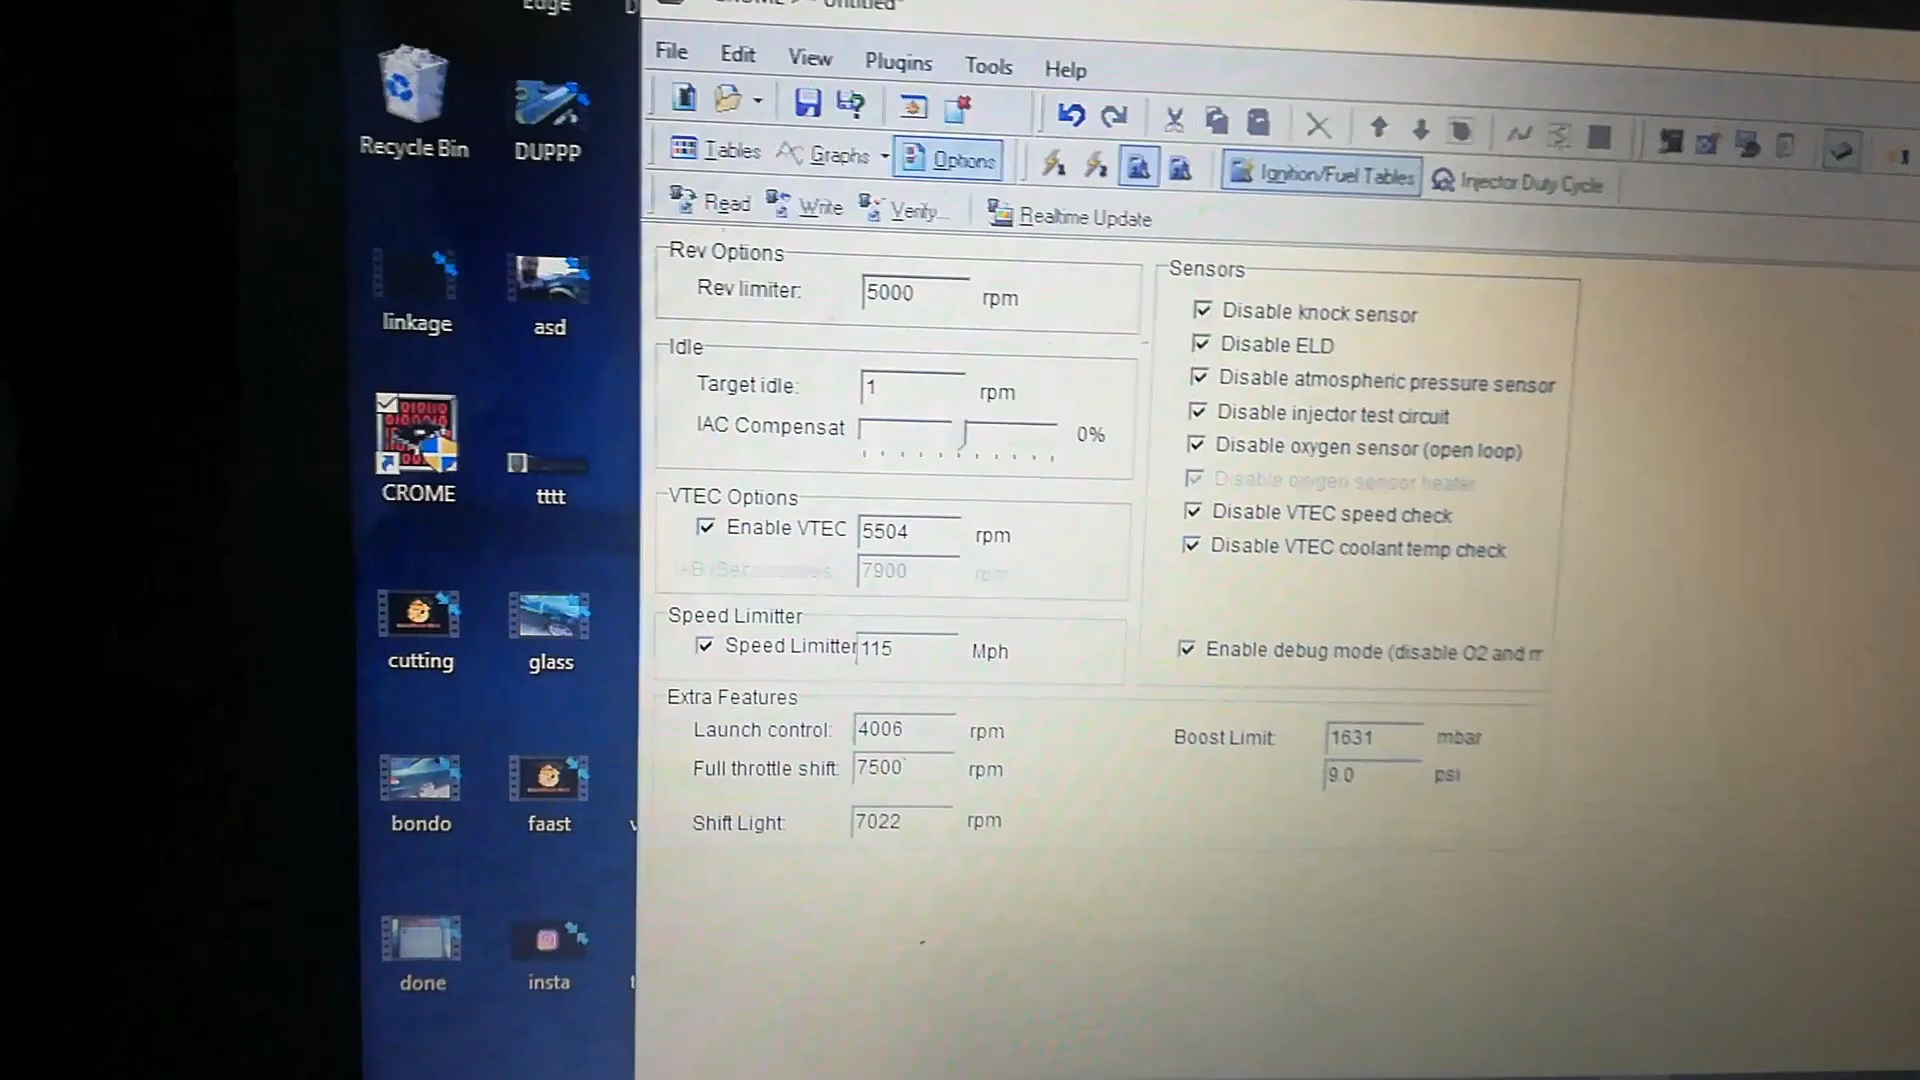 Edge
Recycle Bin
DUPPP
linkage
asd
CROME
tttt
cutting
glass
bondo
faast
done
insta
File Edit View Plugins Tools Help
Tables Graphs Options Ignition/Fuel Tables Injector Duty Cycle
Read Write Verify... Realtime Update
Rev Options
Rev limiter: 5000 rpm
Idle
Target idle: 1 rpm
IAC Compensat 0%
VTEC Options
Enable VTEC 5504 rpm
7900 rpm
Speed Limitter
Speed Limitter 115 Mph
Extra Features
Launch control: 4006 rpm
Full throttle shift: 7500 rpm
Shift Light: 7022 rpm
Boost Limit: 1631 mbar
9.0 psi
Sensors
Disable knock sensor
Disable ELD
Disable atmospheric pressure sensor
Disable injector test circuit
Disable oxygen sensor (open loop)
Disable oxygen sensor heater
Disable VTEC speed check
Disable VTEC coolant temp check
Enable debug mode (disable O2 and